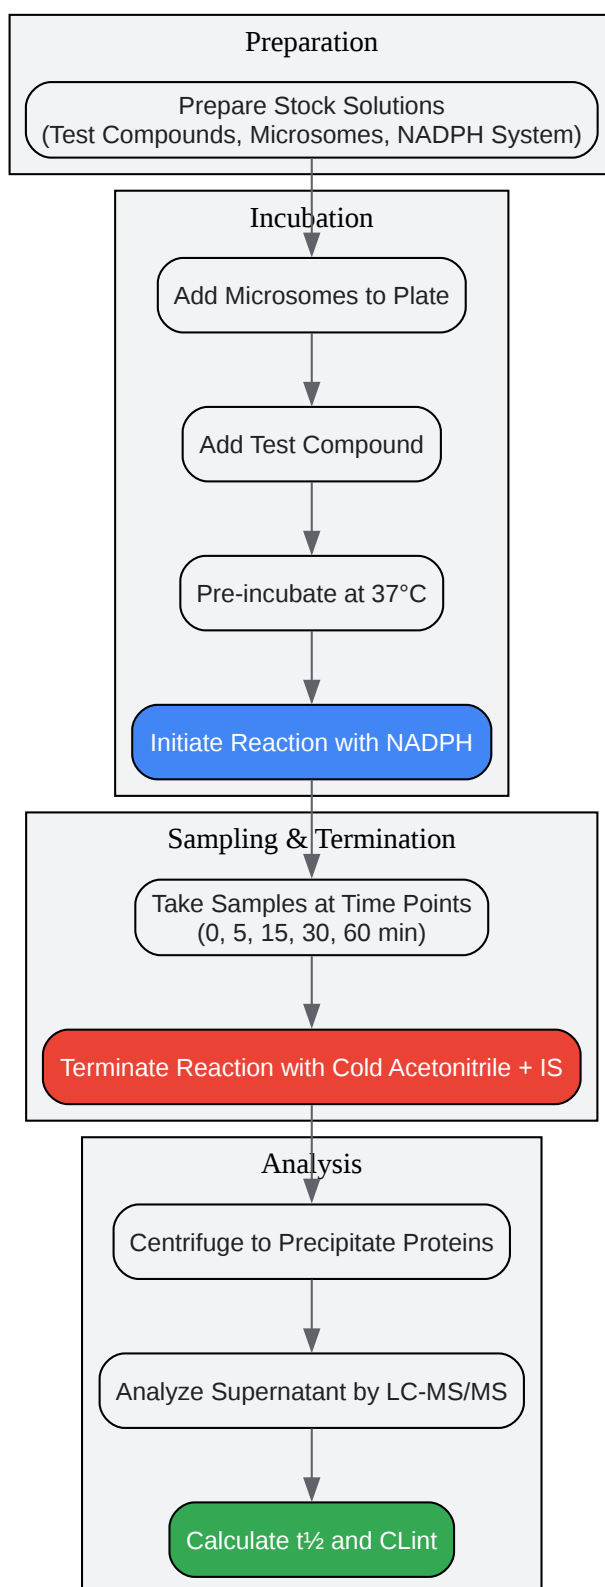 Preparation
Prepare Stock Solutions
(Test Compounds, Microsomes, NADPH System)
Incubation
Add Microsomes to Plate
Add Test Compound
Pre-incubate at 37°C
Initiate Reaction with NADPH
Sampling & Termination
Take Samples at Time Points
(0, 5, 15, 30, 60 min)
Terminate Reaction with Cold Acetonitrile + IS
Analysis
Centrifuge to Precipitate Proteins
Analyze Supernatant by LC-MS/MS
Calculate t½ and CLint